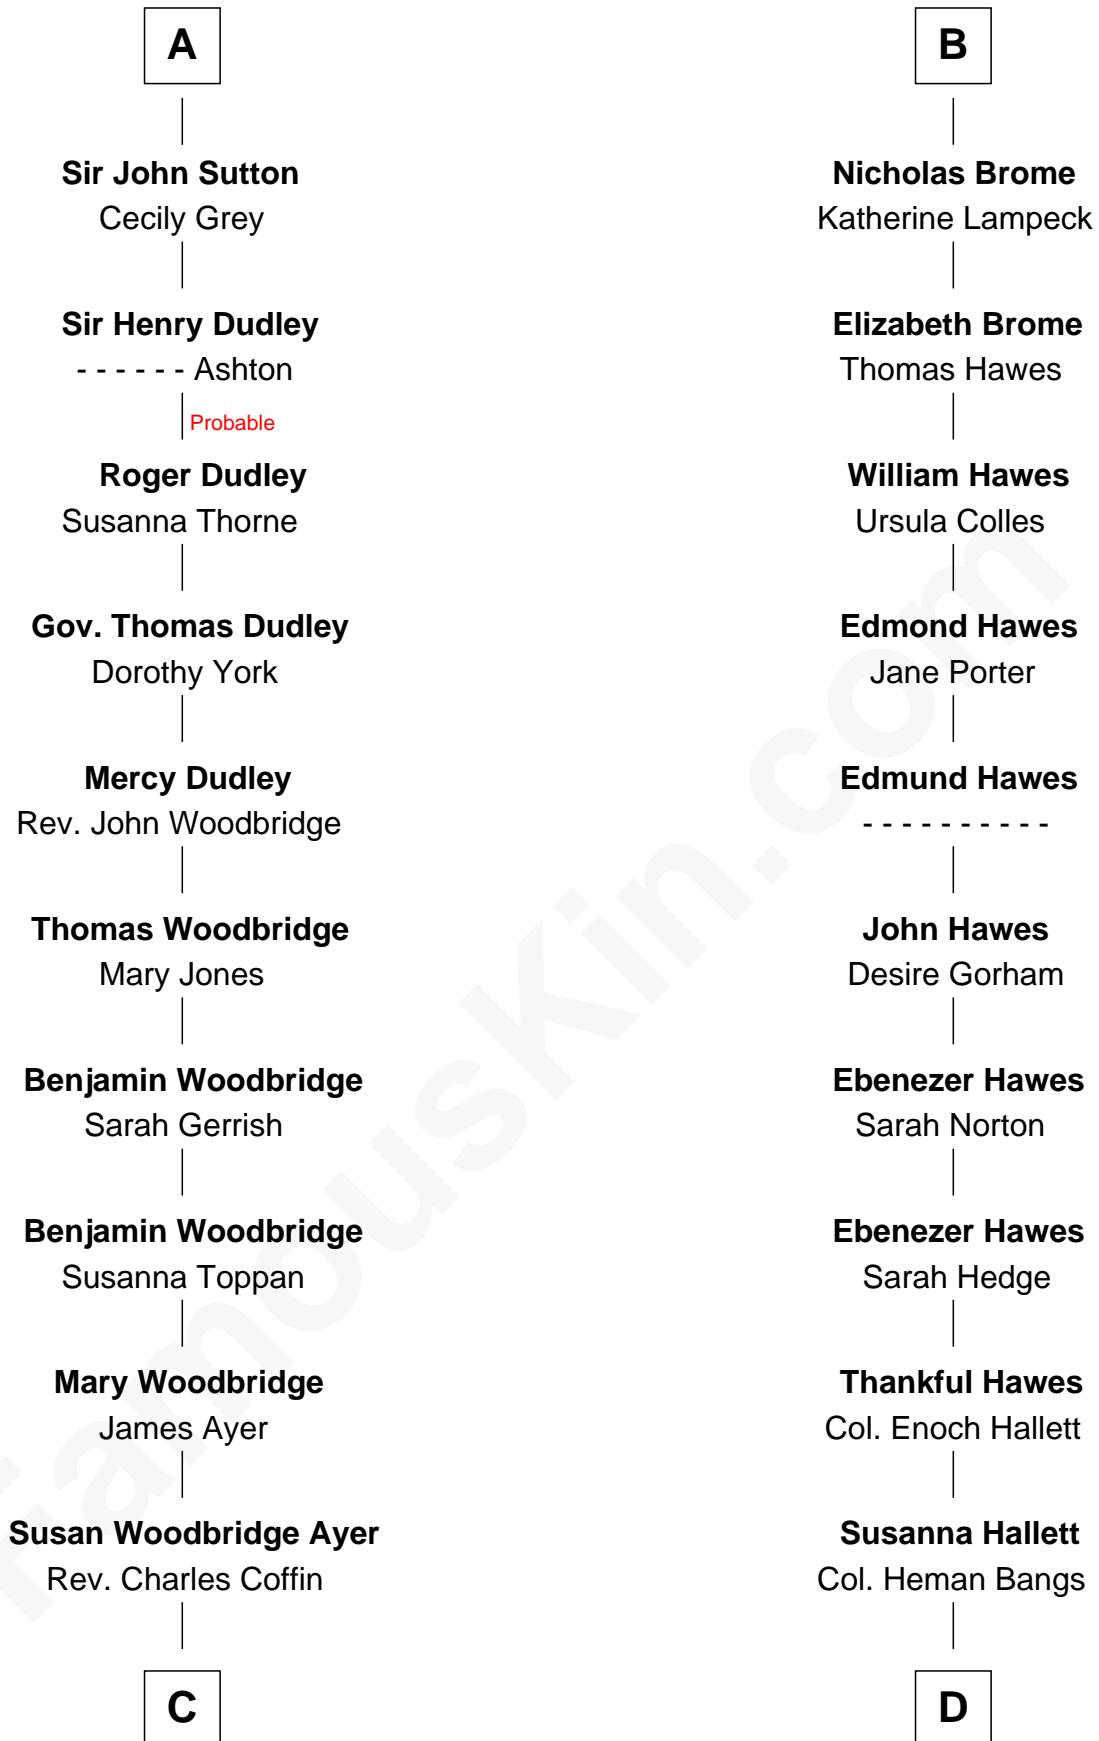 A
Sir John Sutton
Cecily Grey
Sir Henry Dudley
- - - - - - Ashton
Probable
Roger Dudley
Susanna Thorne
Gov. Thomas Dudley
Dorothy York
Mercy Dudley
Rev. John Woodbridge
Thomas Woodbridge
Mary Jones
Benjamin Woodbridge
Sarah Gerrish
Benjamin Woodbridge
Susanna Toppan
Mary Woodbridge
James Ayer
Susan Woodbridge Ayer
Rev. Charles Coffin
C
B
Nicholas Brome
Katherine Lampeck
Elizabeth Brome
Thomas Hawes
William Hawes
Ursula Colles
Edmond Hawes
Jane Porter
Edmund Hawes
- - - - - - - - - -
John Hawes
Desire Gorham
Ebenezer Hawes
Sarah Norton
Ebenezer Hawes
Sarah Hedge
Thankful Hawes
Col. Enoch Hallett
Susanna Hallett
Col. Heman Bangs
D
FamousKin.com